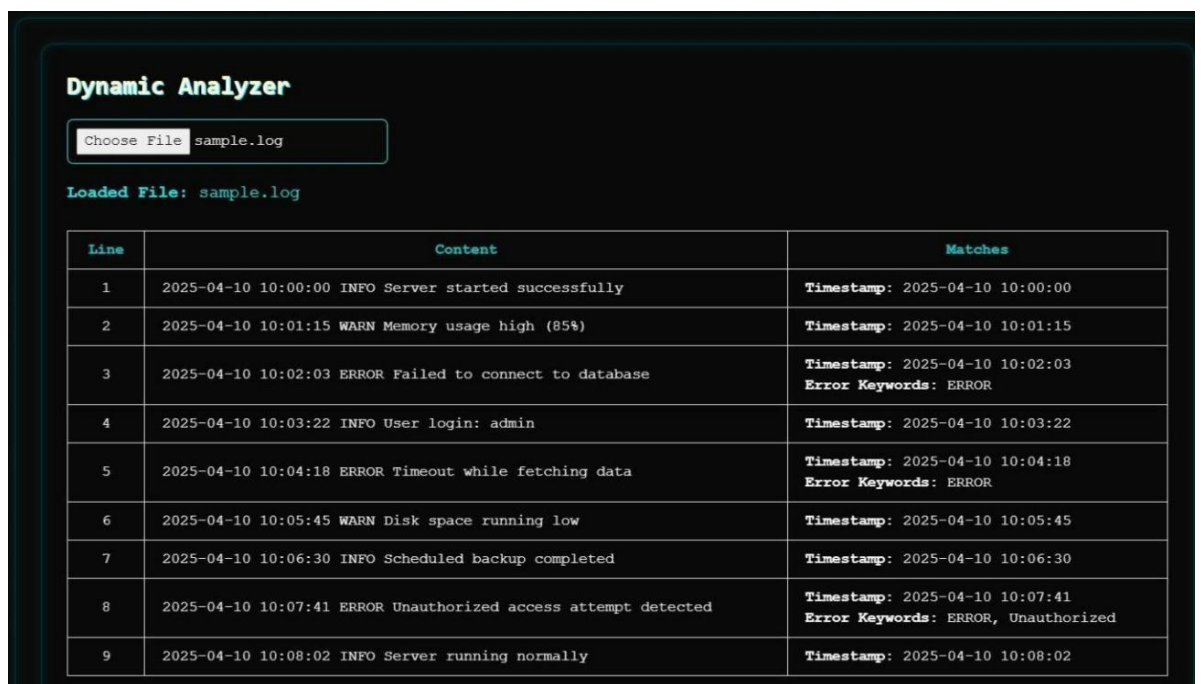 Dynamic Analyzer
Choose File sample.log
Loaded File: sample.log
Line Content Matches
1 2025-04-10 10:00:00 INFO Server started successfully Timestamp: 2025-04-10 10:00:00
2 2025-04-10 10:01:15 WARN Memory usage high (85%) Timestamp: 2025-04-10 10:01:15
3 2025-04-10 10:02:03 ERROR Failed to connect to database Timestamp: 2025-04-10 10:02:03
Error Keywords: ERROR
4 2025-04-10 10:03:22 INFO User login: admin Timestamp: 2025-04-10 10:03:22
5 2025-04-10 10:04:18 ERROR Timeout while fetching data Timestamp: 2025-04-10 10:04:18
Error Keywords: ERROR
6 2025-04-10 10:05:45 WARN Disk space running low Timestamp: 2025-04-10 10:05:45
7 2025-04-10 10:06:30 INFO Scheduled backup completed Timestamp: 2025-04-10 10:06:30
8 2025-04-10 10:07:41 ERROR Unauthorized access attempt detected Timestamp: 2025-04-10 10:07:41
Error Keywords: ERROR, Unauthorized
9 2025-04-10 10:08:02 INFO Server running normally Timestamp: 2025-04-10 10:08:02